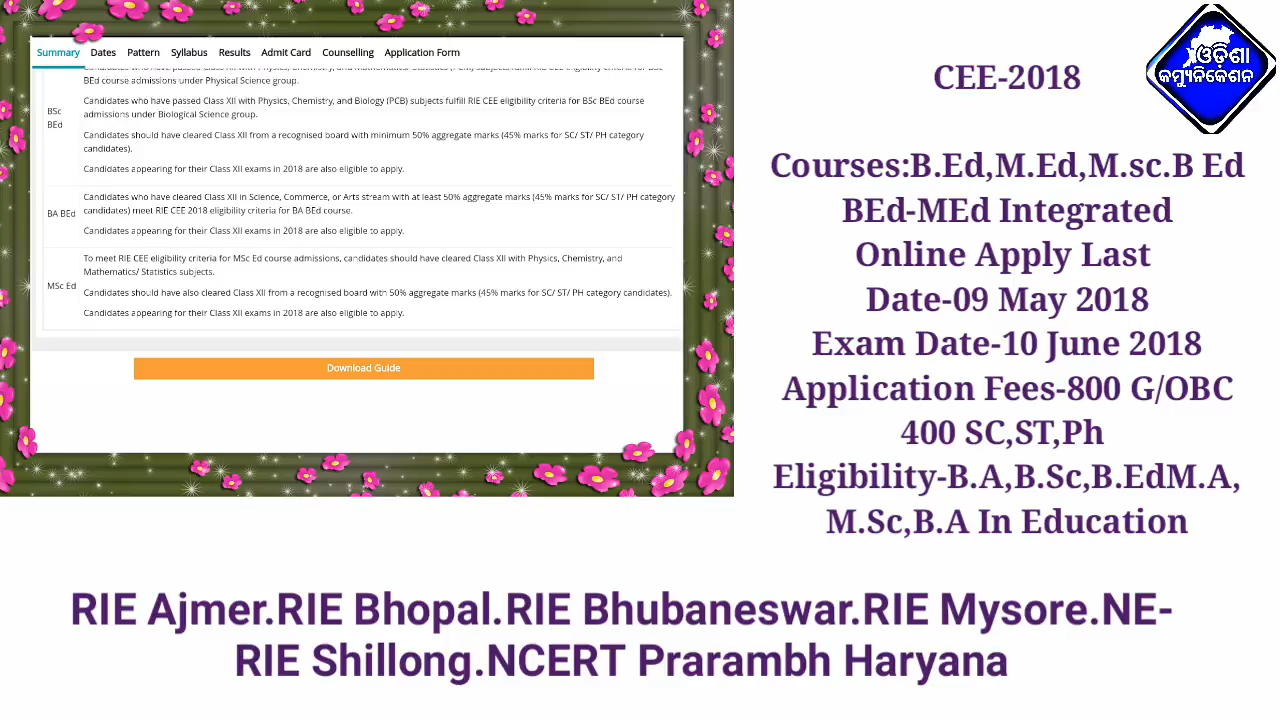 Summary Dates Pattern Syllabus Results Admit Card Counselling Application Form
BEd course admissions under Physical Science group.
BSc
BEd
Candidates who have passed Class XII with Physics, Chemistry, and Biology (PCB) subjects fulfill RIE CEE eligibility criteria for BSc BEd course
admissions under Biological Science group.
Candidates should have cleared Class XII from a recognised board with minimum 50% aggregate marks (45% marks for SC/ ST/ PH category
candidates).
Candidates appearing for their Class XII exams in 2018 are also eligible to apply.
BA BEd
Candidates who have cleared Class XII in Science, Commerce, or Arts stream with at least 50% aggregate marks (45% marks for SC/ ST/ PH category
candidates) meet RIE CEE 2018 eligibility criteria for BA BEd course.
Candidates appearing for their Class XII exams in 2018 are also eligible to apply.
MSc Ed
To meet RIE CEE eligibility criteria for MSc Ed course admissions, candidates should have cleared Class XII with Physics, Chemistry, and
Mathematics/ Statistics subjects.
Candidates should have also cleared Class XII from a recognised board with 50% aggregate marks (45% marks for SC/ ST/ PH category candidates).
Candidates appearing for their Class XII exams in 2018 are also eligible to apply.
Download Guide
ଓଡ଼ିଶା
କମ୍ୟୁନିକେଶନ
CEE-2018
Courses:B.Ed,M.Ed,M.sc.B Ed
BEd-MEd Integrated
Online Apply Last
Date-09 May 2018
Exam Date-10 June 2018
Application Fees-800 G/OBC
400 SC,ST,Ph
Eligibility-B.A,B.Sc,B.EdM.A,
M.Sc,B.A In Education
RIE Ajmer.RIE Bhopal.RIE Bhubaneswar.RIE Mysore.NE-
RIE Shillong.NCERT Prarambh Haryana